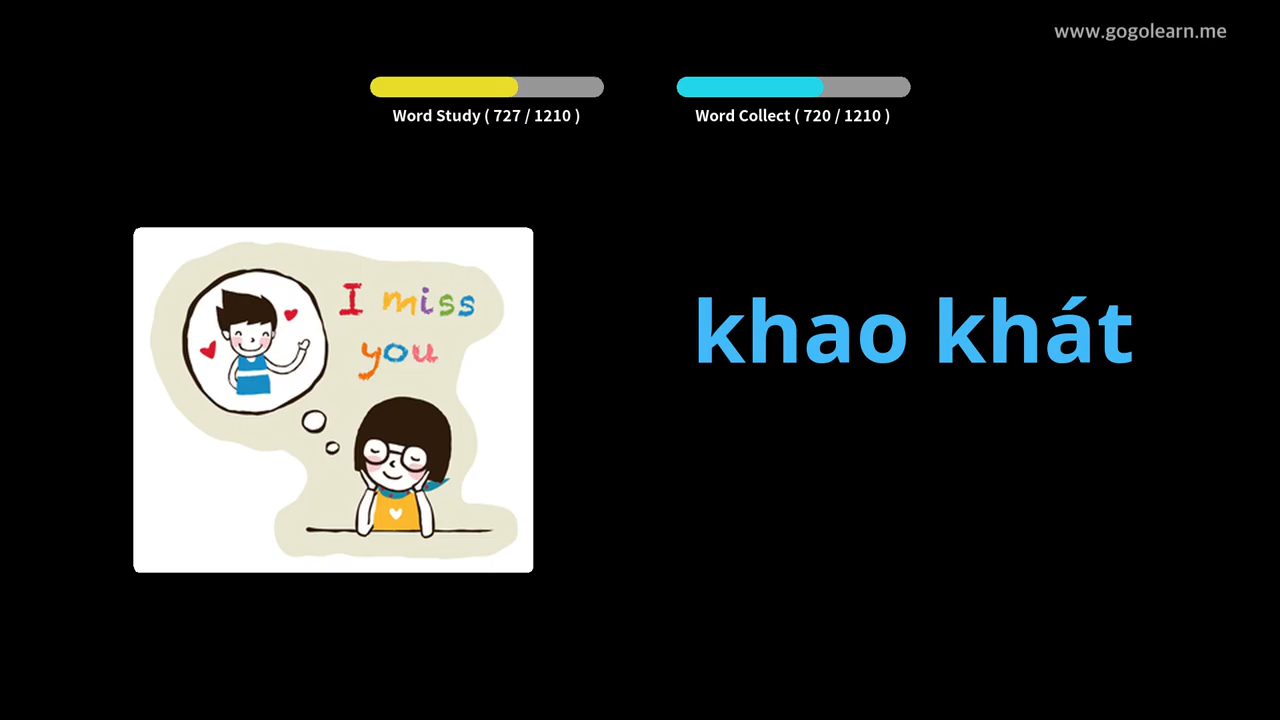 www.gogolearn.me
Word Study ( 727 / 1210 )
Word Collect ( 720 / 1210 )
I miss
you
khao khát